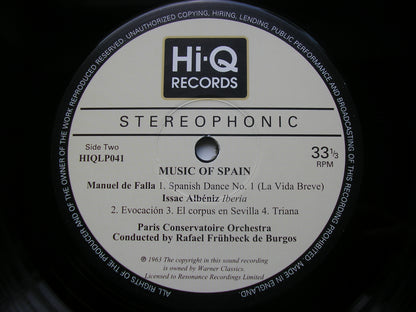 ALL RIGHTS OF THE PRODUCER AND OF THE OWNER OF THE WORK REPRODUCED RESERVED. UNAUTHORIZED COPYING, HIRING, LENDING, PUBLIC PERFORMANCE AND BROADCASTING OF THIS RECORDING PROHIBITED. MADE IN ENGLAND.
Hi-Q
RECORDS
STEREOPHONIC
Side Two
HIQLP041
33 1/3
RPM
MUSIC OF SPAIN
Manuel de Falla 1. Spanish Dance No. 1 (La Vida Breve)
Issac Albéniz Iberia
2. Evocación 3. El corpus en Sevilla 4. Triana
Paris Conservatoire Orchestra
Conducted by Rafael Frühbeck de Burgos
℗ 1963 The copyright in this sound recording
is owned by Warner Classics.
Licensed to Resonance Recordings Limited